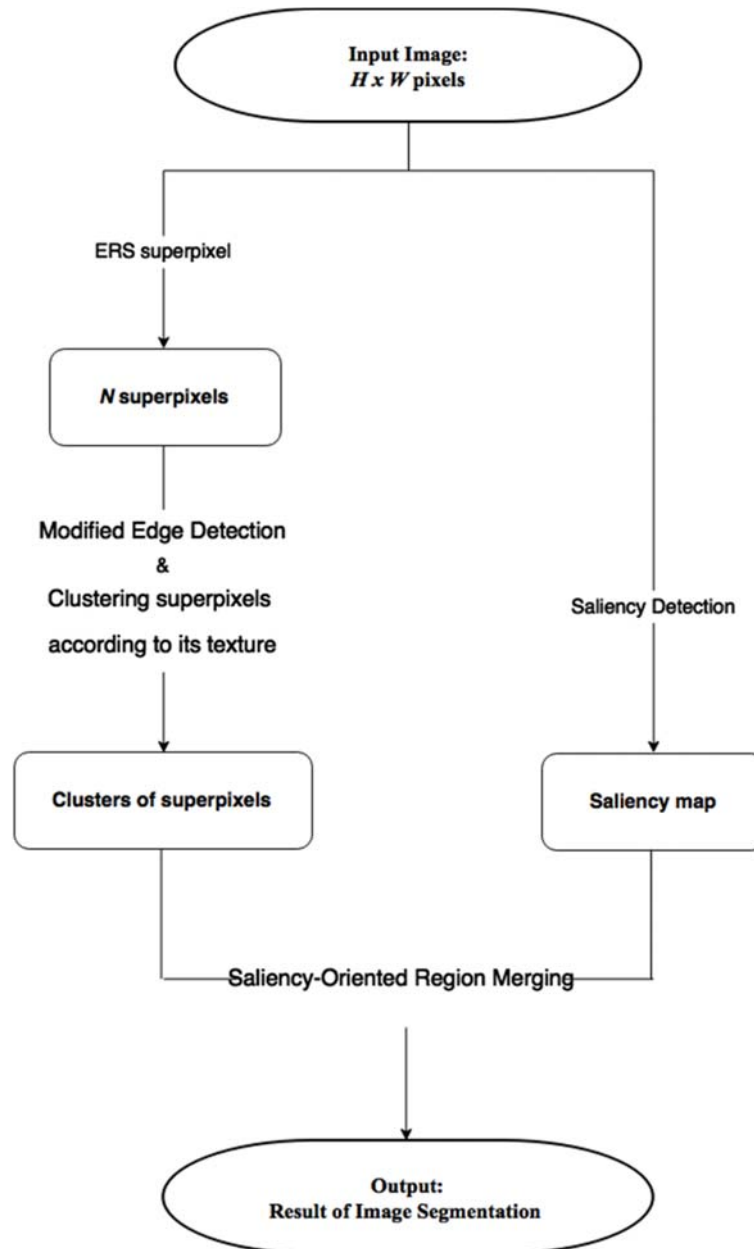 Input Image:
H x W pixels
ERS superpixel
N superpixels
Modified Edge Detection
&
Clustering superpixels
according to its texture
Saliency Detection
Clusters of superpixels
Saliency map
Saliency-Oriented Region Merging
Output:
Result of Image Segmentation